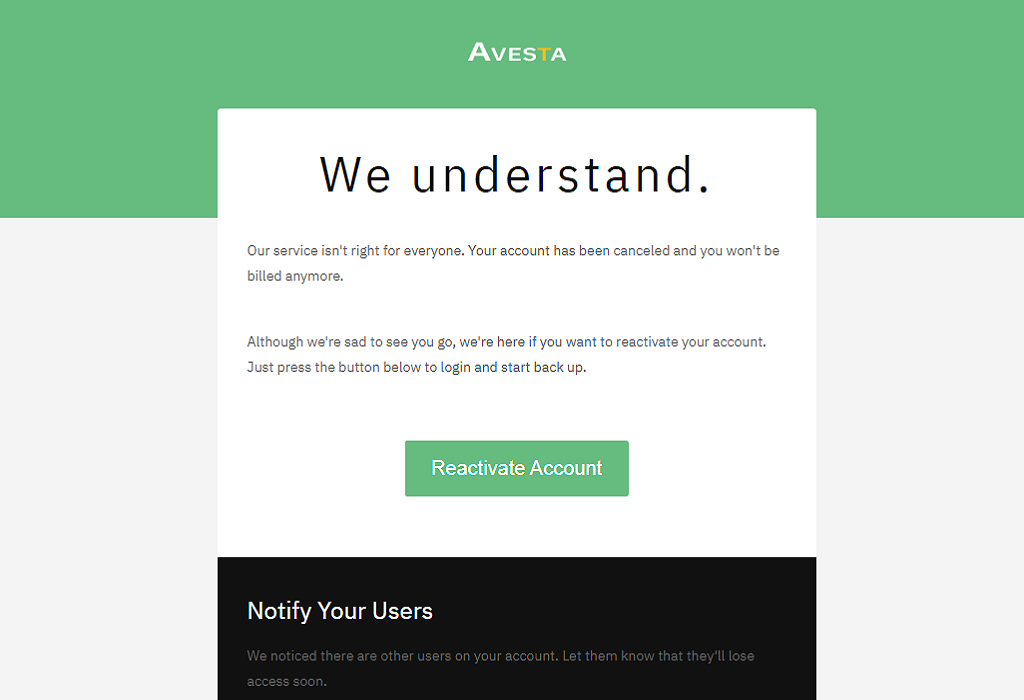 AVESTA
We understand.
Our service isn't right for everyone. Your account has been canceled and you won't be
billed anymore.
Although we're sad to see you go, we're here if you want to reactivate your account.
Just press the button below to login and start back up.
Reactivate Account
Notify Your Users
We noticed there are other users on your account. Let them know that they'll lose
access soon.